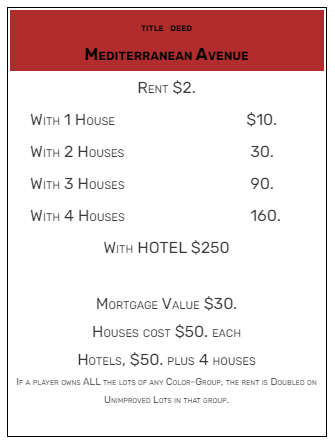 TITLE DEED
MEDITERRANEAN AVENUE
RENT $2.
WITH 1 HOUSE $10.
WITH 2 HOUSES 30.
WITH 3 HOUSES 90.
WITH 4 HOUSES 160.
WITH HOTEL $250
MORTGAGE VALUE $30.
HOUSES COST $50. EACH
HOTELS, $50. PLUS 4 HOUSES
IF A PLAYER OWNS ALL THE LOTS OF ANY COLOR-GROUP, THE RENT IS DOUBLED ON
UNIMPROVED LOTS IN THAT GROUP.